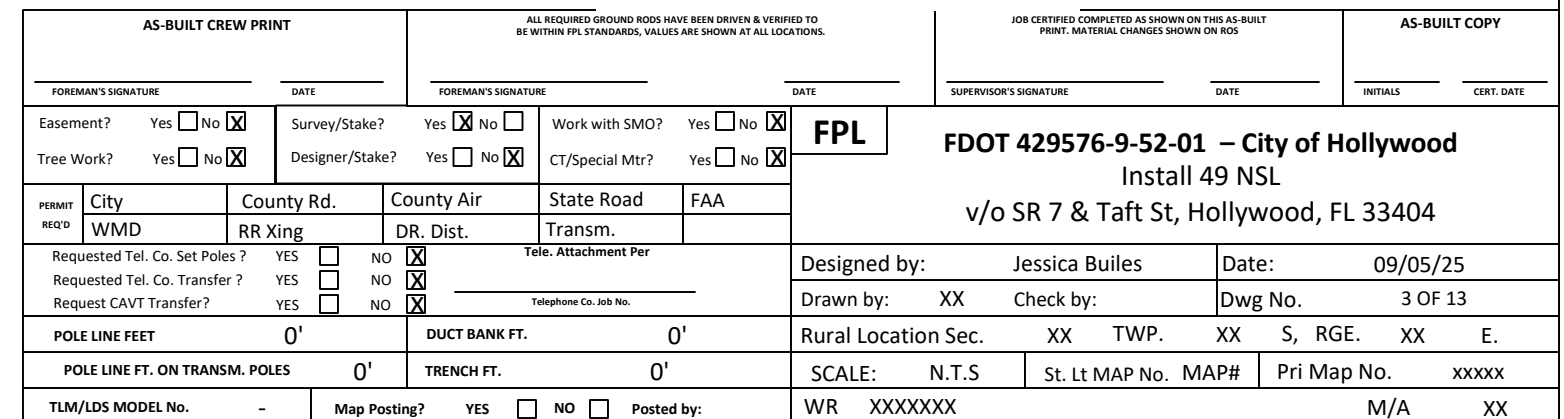 AS-BUILT CREW PRINT
FOREMAN'S SIGNATURE DATE
ALL REQUIRED GROUND RODS HAVE BEEN DRIVEN & VERIFIED TO
BE WITHIN FPL STANDARDS, VALUES ARE SHOWN AT ALL LOCATIONS.
FOREMAN'S SIGNATURE DATE
JOB CERTIFIED COMPLETED AS SHOWN ON THIS AS-BUILT
PRINT. MATERIAL CHANGES SHOWN ON ROS
SUPERVISOR'S SIGNATURE DATE
AS-BUILT COPY
INITIALS CERT. DATE
Easement? Yes No X
Tree Work? Yes No X
Survey/Stake? Yes X No
Designer/Stake? Yes No X
Work with SMO? Yes No X
CT/Special Mtr? Yes No X
PERMIT
REQ'D
City County Rd. County Air State Road FAA
WMD RR Xing DR. Dist. Transm.
Requested Tel. Co. Set Poles ? YES NO X
Requested Tel. Co. Transfer ? YES NO X
Request CAVT Transfer? YES NO X
Tele. Attachment Per
Telephone Co. Job No.
POLE LINE FEET 0'
DUCT BANK FT. 0'
POLE LINE FT. ON TRANSM. POLES 0'
TRENCH FT. 0'
TLM/LDS MODEL No. -
Map Posting? YES NO Posted by:
FPL
FDOT 429576-9-52-01 – City of Hollywood
Install 49 NSL
v/o SR 7 & Taft St, Hollywood, FL 33404
Designed by: Jessica Builes Date: 09/05/25
Drawn by: XX Check by: Dwg No. 3 OF 13
Rural Location Sec. XX TWP. XX S, RGE. XX E.
SCALE: N.T.S St. Lt MAP No. MAP# Pri Map No. xxxxx
WR XXXXXXX M/A XX